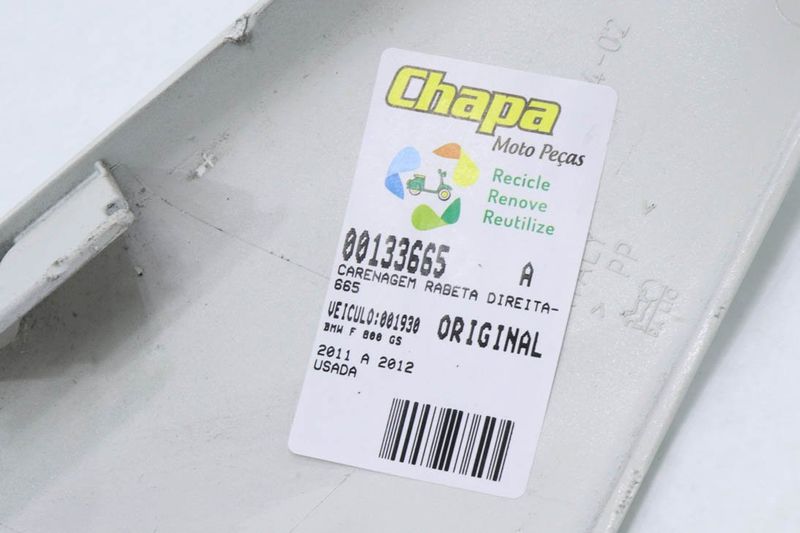 Chapa
Moto Peças
Recicle
Renove
Reutilize
00133665 A
CARENAGEM RABETA DIREITA-
665
VEICULO:001930 ORIGINAL
BMW F 800 GS
2011 A 2012
USADA
PP